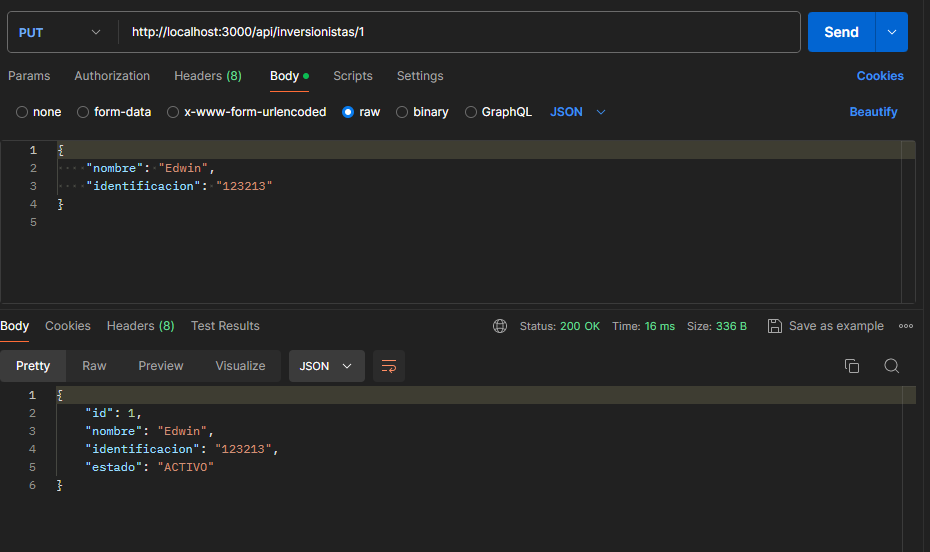 PUT http://localhost:3000/api/inversionistas/1 Send
Params Authorization Headers (8) Body Scripts Settings Cookies
none form-data x-www-form-urlencoded raw binary GraphQL JSON Beautify
1 {
2 "nombre": "Edwin",
3 "identificacion": "123213"
4 }
5
Body Cookies Headers (8) Test Results Status: 200 OK Time: 16 ms Size: 336 B Save as example
Pretty Raw Preview Visualize JSON
1 {
2 "id": 1,
3 "nombre": "Edwin",
4 "identificacion": "123213",
5 "estado": "ACTIVO"
6 }